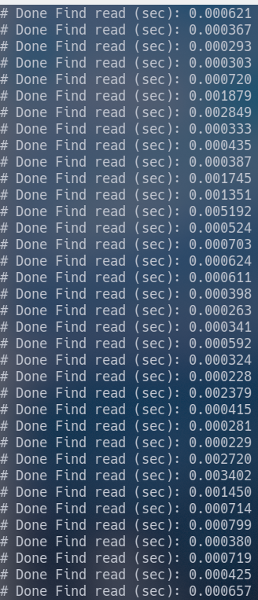 # Done Find read (sec): 0.000621
# Done Find read (sec): 0.000367
# Done Find read (sec): 0.000293
# Done Find read (sec): 0.000303
# Done Find read (sec): 0.000720
# Done Find read (sec): 0.001879
# Done Find read (sec): 0.002849
# Done Find read (sec): 0.000333
# Done Find read (sec): 0.000435
# Done Find read (sec): 0.000387
# Done Find read (sec): 0.001745
# Done Find read (sec): 0.001351
# Done Find read (sec): 0.005192
# Done Find read (sec): 0.000524
# Done Find read (sec): 0.000703
# Done Find read (sec): 0.000624
# Done Find read (sec): 0.000611
# Done Find read (sec): 0.000398
# Done Find read (sec): 0.000263
# Done Find read (sec): 0.000341
# Done Find read (sec): 0.000592
# Done Find read (sec): 0.000324
# Done Find read (sec): 0.000228
# Done Find read (sec): 0.002379
# Done Find read (sec): 0.000415
# Done Find read (sec): 0.000281
# Done Find read (sec): 0.000229
# Done Find read (sec): 0.002720
# Done Find read (sec): 0.003402
# Done Find read (sec): 0.001450
# Done Find read (sec): 0.000714
# Done Find read (sec): 0.000799
# Done Find read (sec): 0.000380
# Done Find read (sec): 0.000719
# Done Find read (sec): 0.000425
# Done Find read (sec): 0.000657